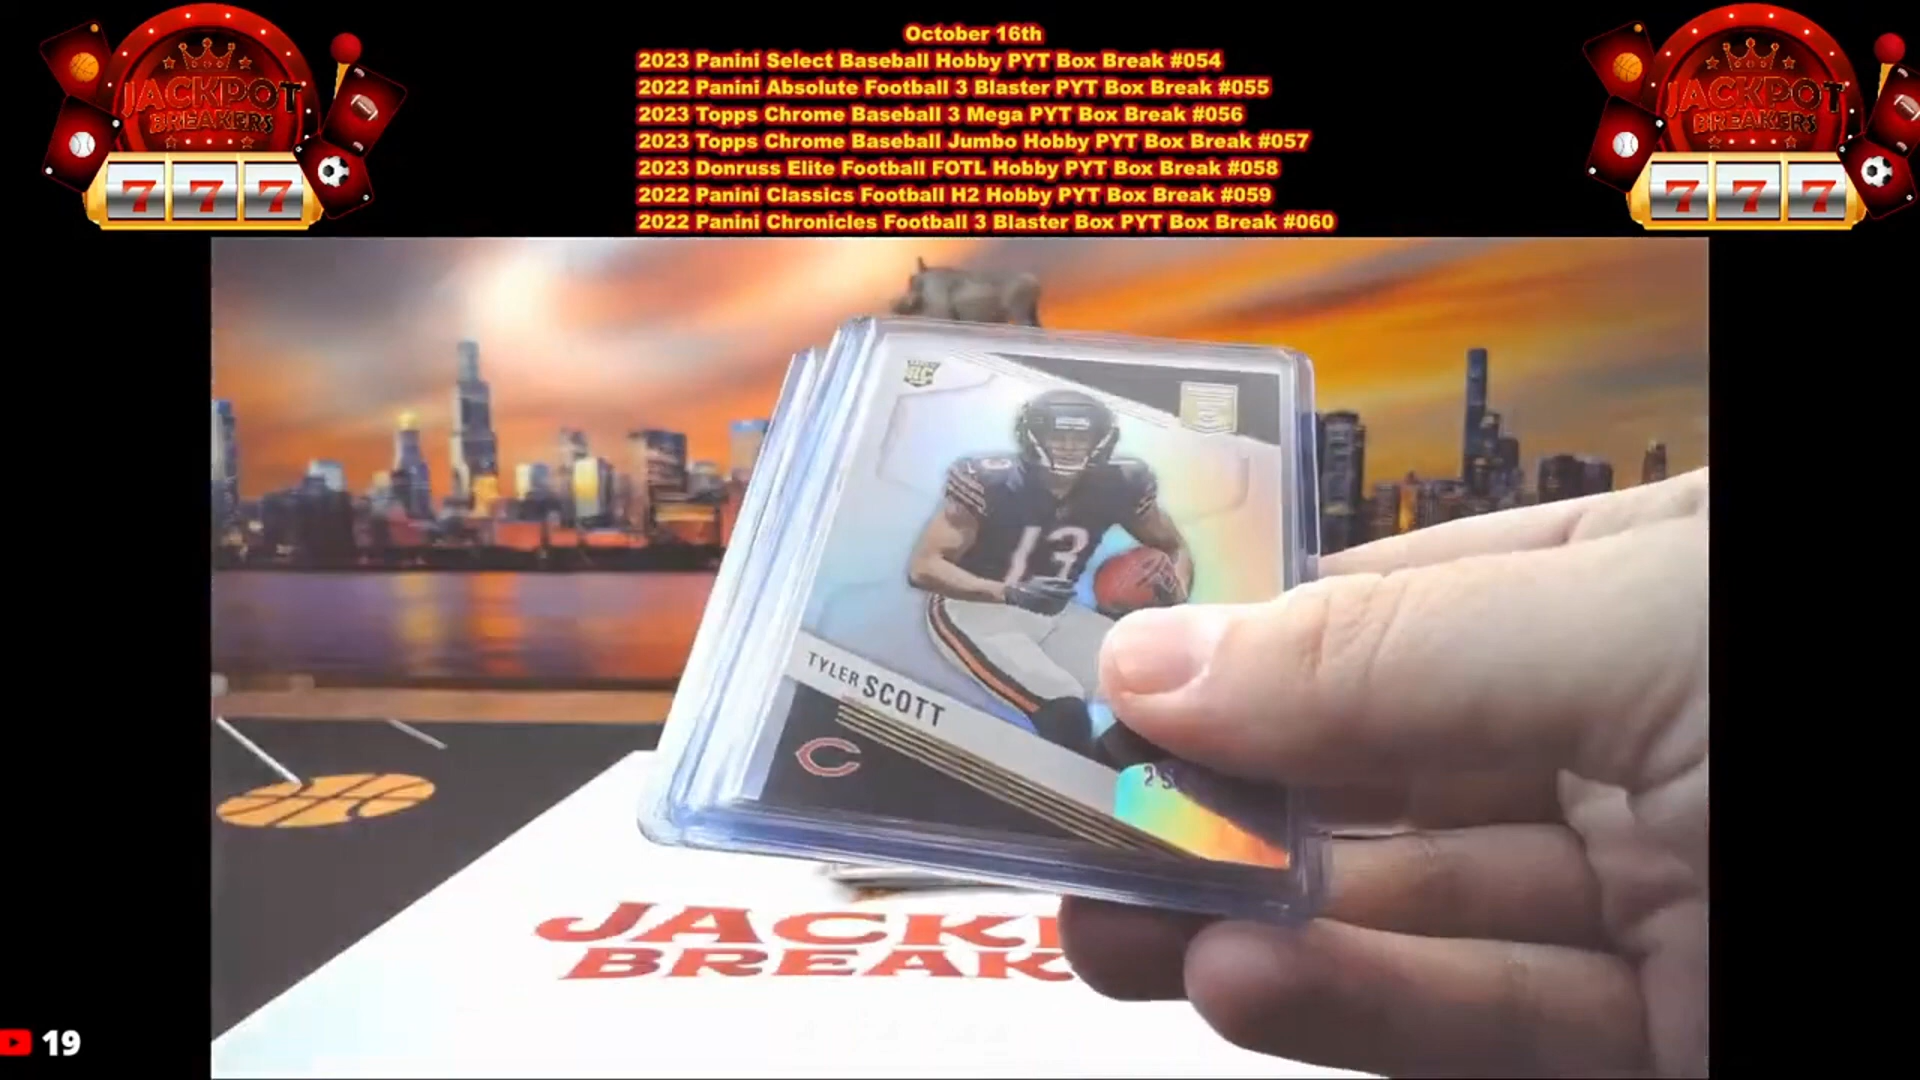 October 16th
2023 Panini Select Baseball Hobby PYT Box Break #054
2022 Panini Absolute Football 3 Blaster PYT Box Break #055
2023 Topps Chrome Baseball 3 Mega PYT Box Break #056
2023 Topps Chrome Baseball Jumbo Hobby PYT Box Break #057
2023 Donruss Elite Football FOTL Hobby PYT Box Break #058
2022 Panini Classics Football H2 Hobby PYT Box Break #059
2022 Panini Chronicles Football 3 Blaster Box PYT Box Break #060
JACKPOT
BREAKERS
7 7 7
JACKPOT
BREAKERS
7 7 7
RC
13
TYLER SCOTT
C
JACK
BREAK
19